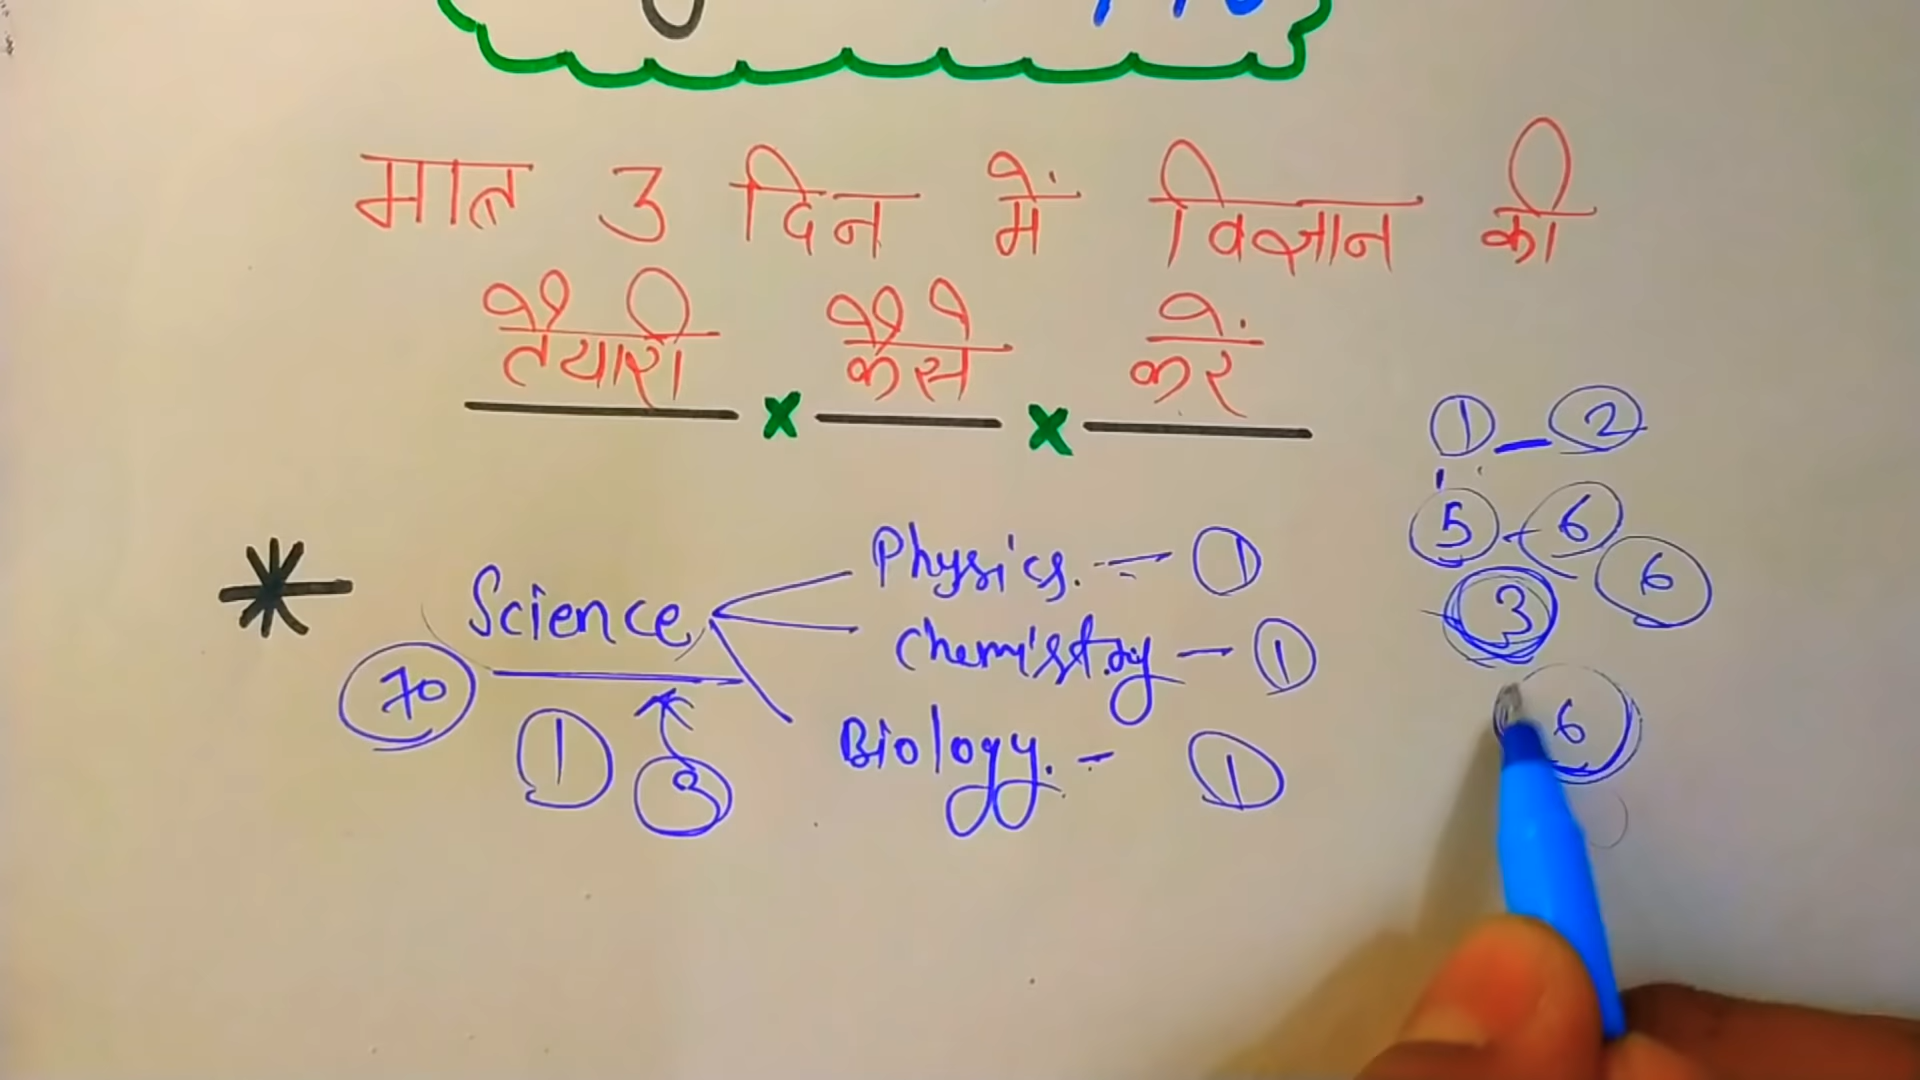 मात्र 3 दिन में विज्ञान की
तैयारी कैसे करें
x x
① - ②
⑤ - ⑥ ⑥
③
⑥
Science
Physics. - ①
Chemistry - ①
Biology. - ①
70
① ③